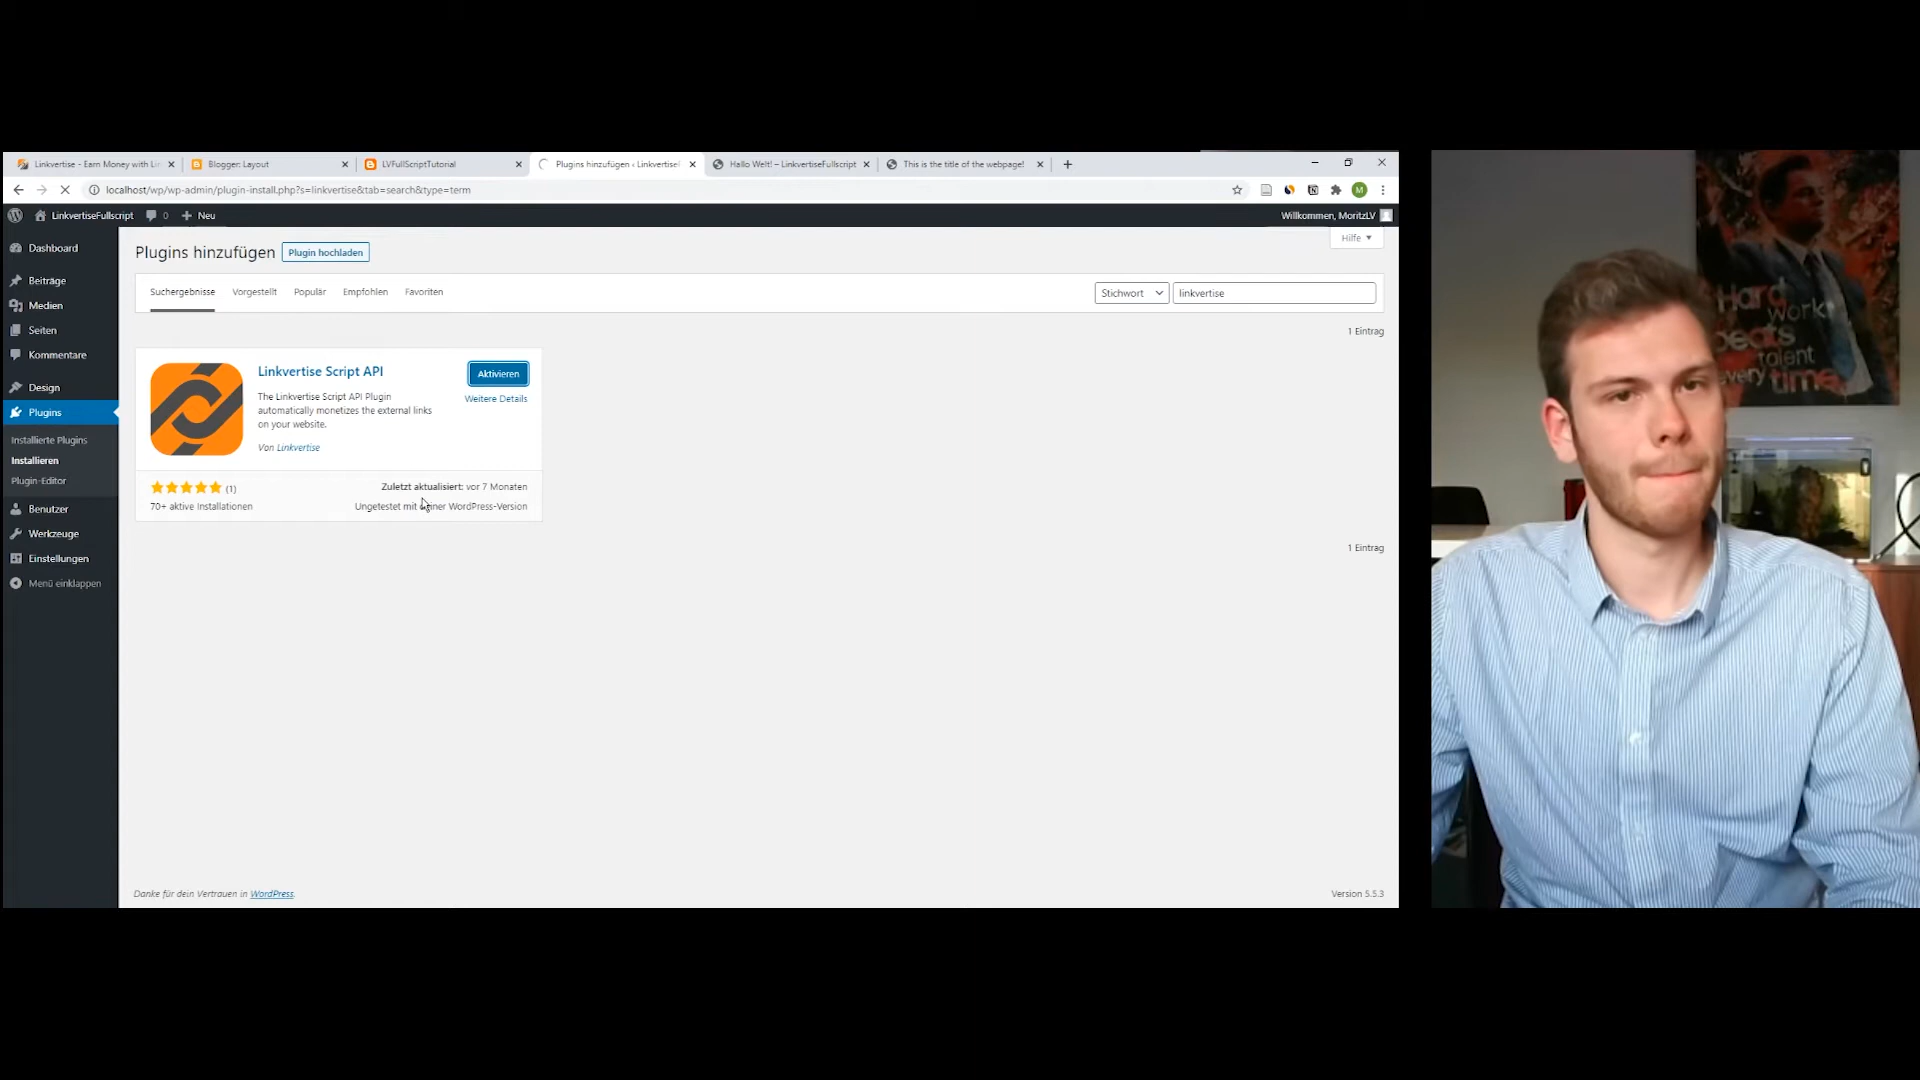 Linkvertise - Earn Money with Lin
Blogger: Layout
LVFullScriptTutorial
Plugins hinzufügen ‹ Linkvertisef
Hallo Welt! – LinkvertiseFullscript
This is the title of the webpage!
localhost/wp/wp-admin/plugin-install.php?s=linkvertise&tab=search&type=term
M
LinkvertiseFullscript
0
Neu
Willkommen, MoritzLV
Dashboard
Beiträge
Medien
Seiten
Kommentare
Design
Plugins
Installierte Plugins
Installieren
Plugin-Editor
Benutzer
Werkzeuge
Einstellungen
Menü einklappen
Hilfe
Plugins hinzufügen
Plugin hochladen
Suchergebnisse
Vorgestellt
Populär
Empfohlen
Favoriten
Stichwort
linkvertise
1 Eintrag
Linkvertise Script API
Aktivieren
Weitere Details
The Linkvertise Script API Plugin
automatically monetizes the external links
on your website.
Von Linkvertise
(1)
70+ aktive Installationen
Zuletzt aktualisiert: vor 7 Monaten
Ungetestet mit deiner WordPress-Version
1 Eintrag
Danke für dein Vertrauen in WordPress.
Version 5.5.3
Hard
work
beats
talent
every time.